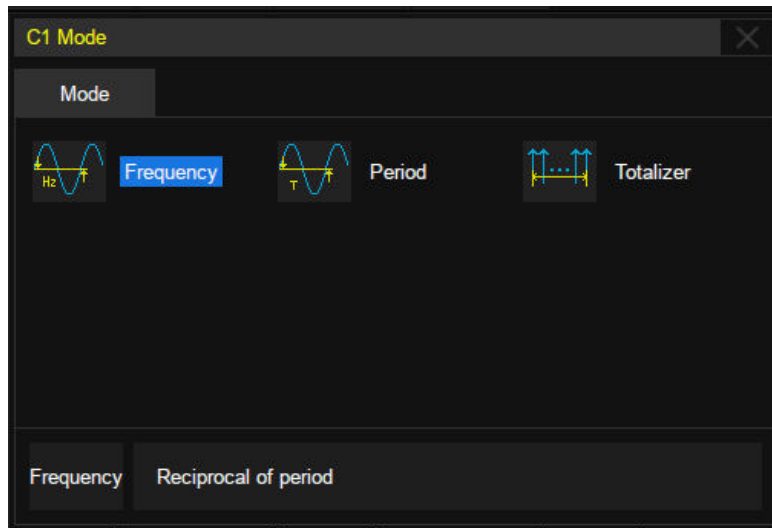 C1 Mode
Mode
Hz
Frequency
T
Period
Totalizer
Frequency
Reciprocal of period